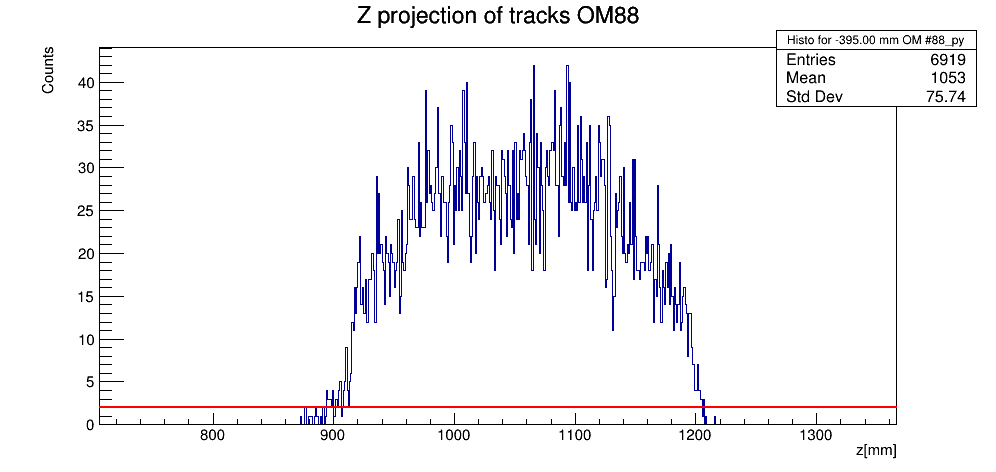 Z projection of tracks OM88
Histo for -395.00 mm OM #88_py
Entries 6919
Mean 1053
Std Dev 75.74
Counts
40
35
30
25
20
15
10
5
0
800 900 1000 1100 1200 1300
z[mm]